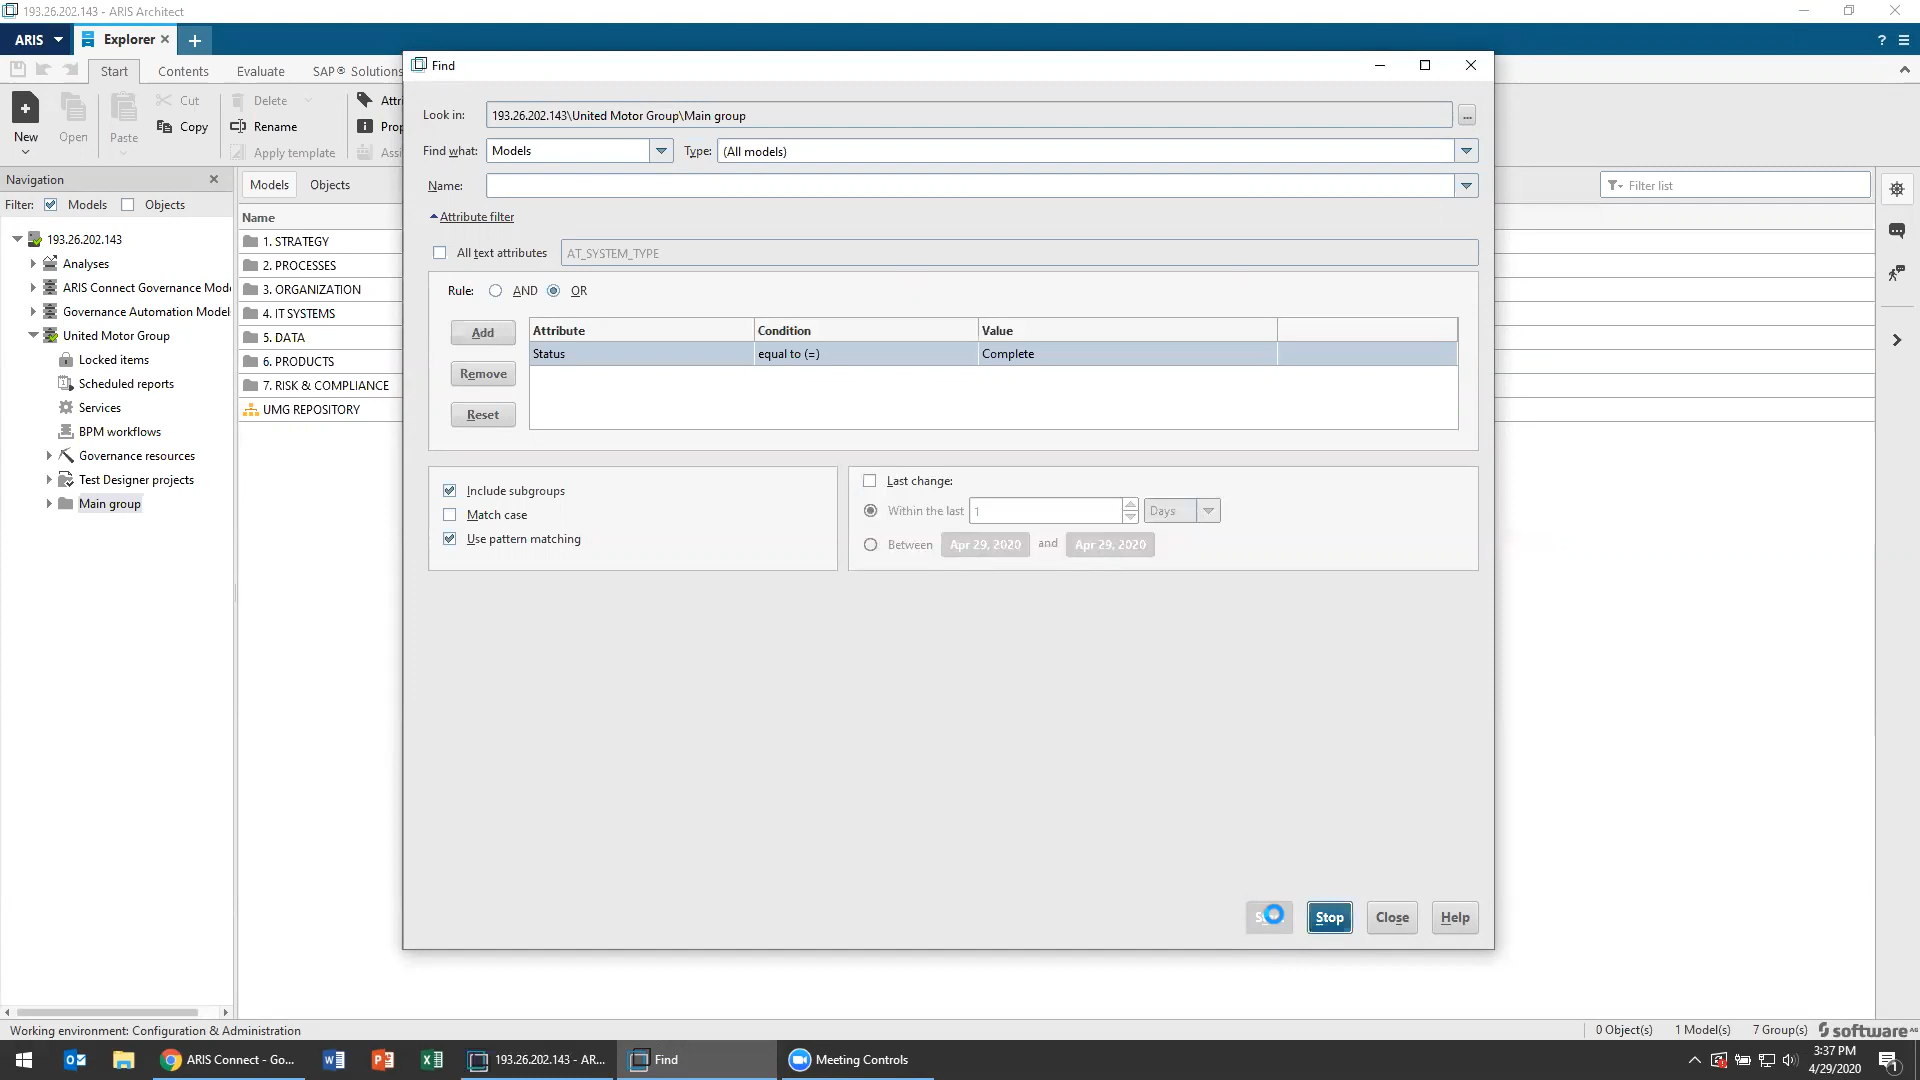 193.26.202.143 - ARIS Architect
ARIS
Explorer
Start
Contents
Evaluate
SAP® Solutions
New
Open
Paste
Cut
Copy
Delete
Rename
Apply template
Attri
Prop
Assi
Navigation
Filter: Models Objects
193.26.202.143
Analyses
ARIS Connect Governance Mode
Governance Automation Model
United Motor Group
Locked items
Scheduled reports
Services
BPM workflows
Governance resources
Test Designer projects
Main group
Models Objects
Name
1. STRATEGY
2. PROCESSES
3. ORGANIZATION
4. IT SYSTEMS
5. DATA
6. PRODUCTS
7. RISK & COMPLIANCE
UMG REPOSITORY
Filter list
Find
Look in: 193.26.202.143\United Motor Group\Main group ...
Find what: Models Type: (All models)
Name:
Attribute filter
All text attributes AT_SYSTEM_TYPE
Rule: AND OR
Add
Remove
Reset
Attribute Condition Value
Status equal to (=) Complete
Include subgroups
Match case
Use pattern matching
Last change:
Within the last 1 Days
Between Apr 29, 2020 and Apr 29, 2020
Stop Close Help
Working environment: Configuration & Administration
0 Object(s) 1 Model(s) 7 Group(s) software AG
ARIS Connect - Go...
193.26.202.143 - AR...
Find
Meeting Controls
3:37 PM
4/29/2020
1